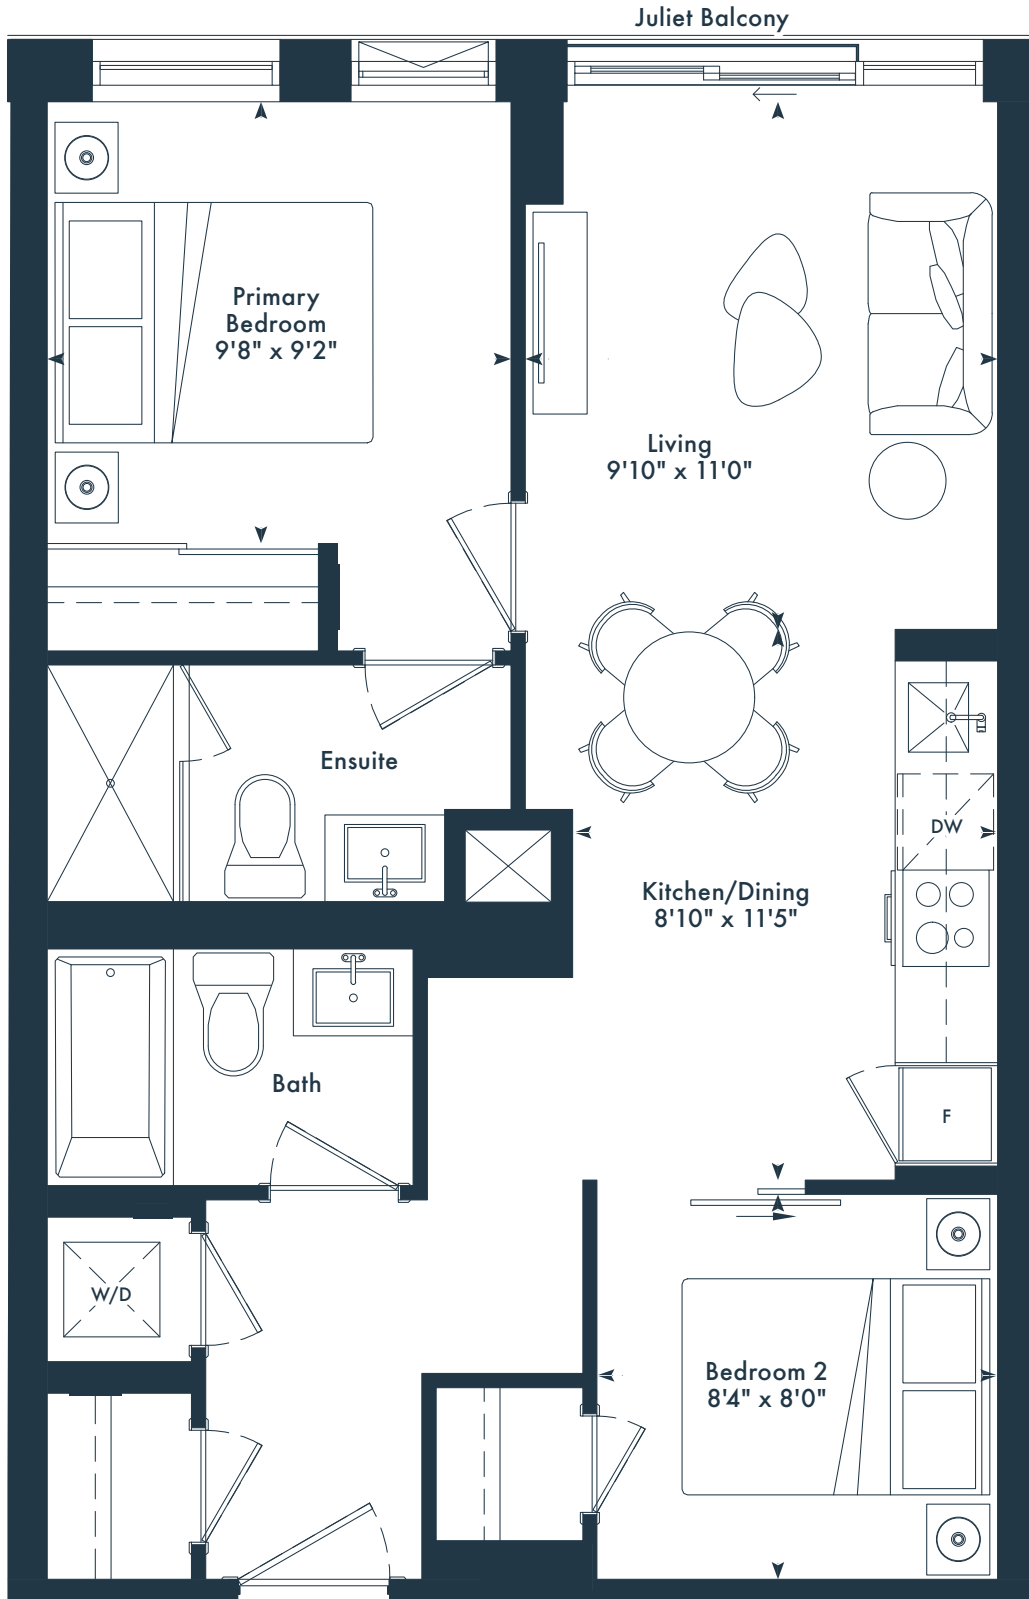 Juliet Balcony
Primary
Bedroom
9'8" x 9'2"
Living
9'10" x 11'0"
Ensuite
DW
Kitchen/Dining
8'10" x 11'5"
Bath
F
W/D
Bedroom 2
8'4" x 8'0"